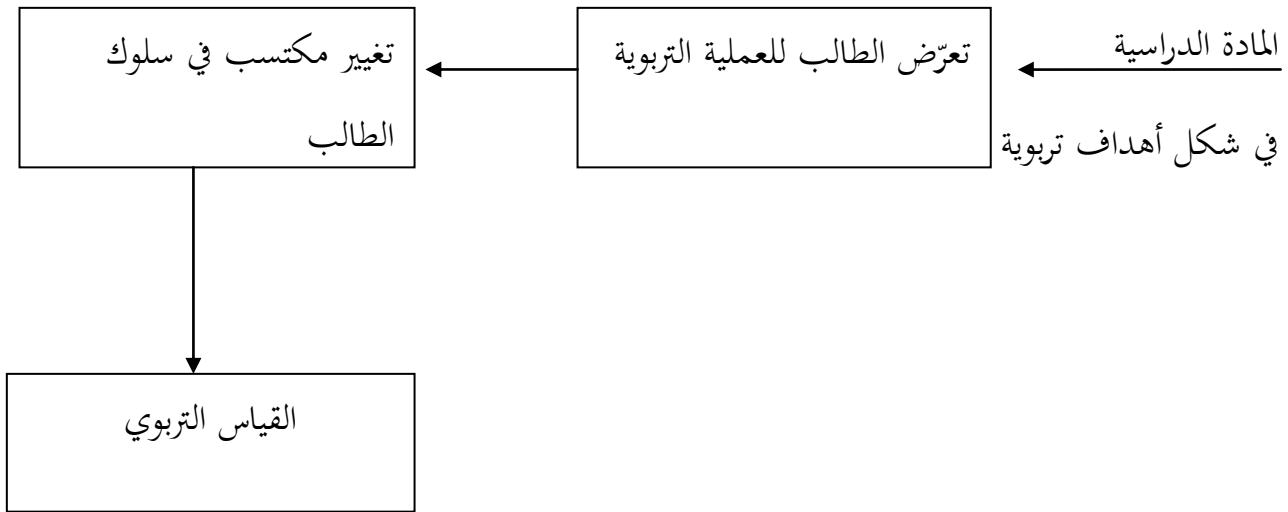 المادة الدراسية
في شكل أهداف تربوية
تعرّض الطالب للعملية التربوية
تغيير مكتسب في سلوك
الطالب
القياس التربوي